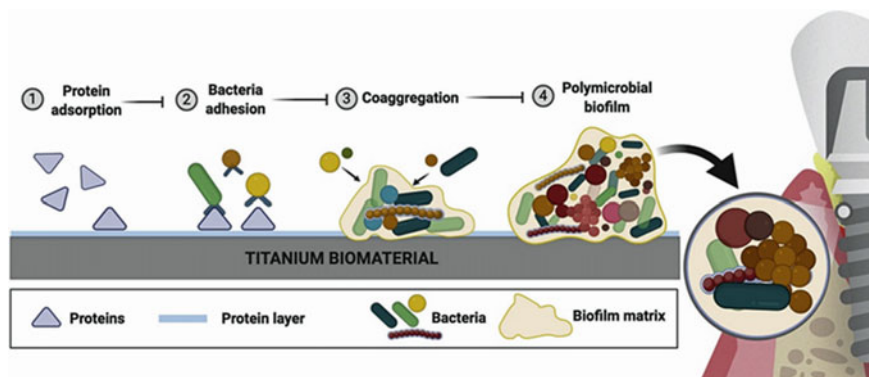 1 Protein
adsorption
2 Bacteria
adhesion
3 Coaggregation
4 Polymicrobial
biofilm
TITANIUM BIOMATERIAL
Proteins
Protein layer
Bacteria
Biofilm matrix